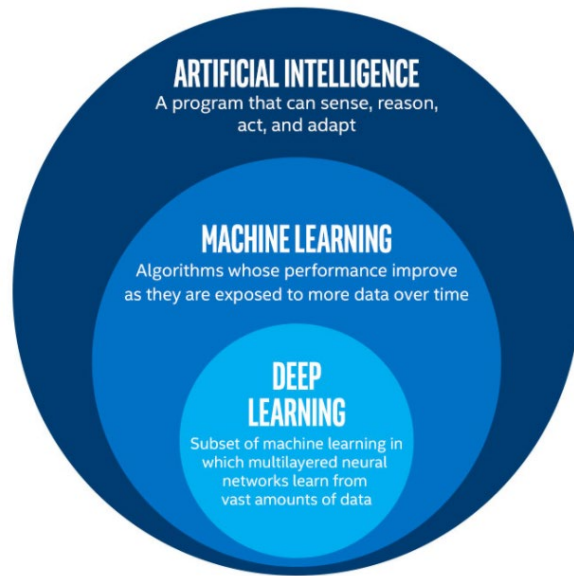 ARTIFICIAL INTELLIGENCE
A program that can sense, reason,
act, and adapt
MACHINE LEARNING
Algorithms whose performance improve
as they are exposed to more data over time
DEEP
LEARNING
Subset of machine learning in
which multilayered neural
networks learn from
vast amounts of data